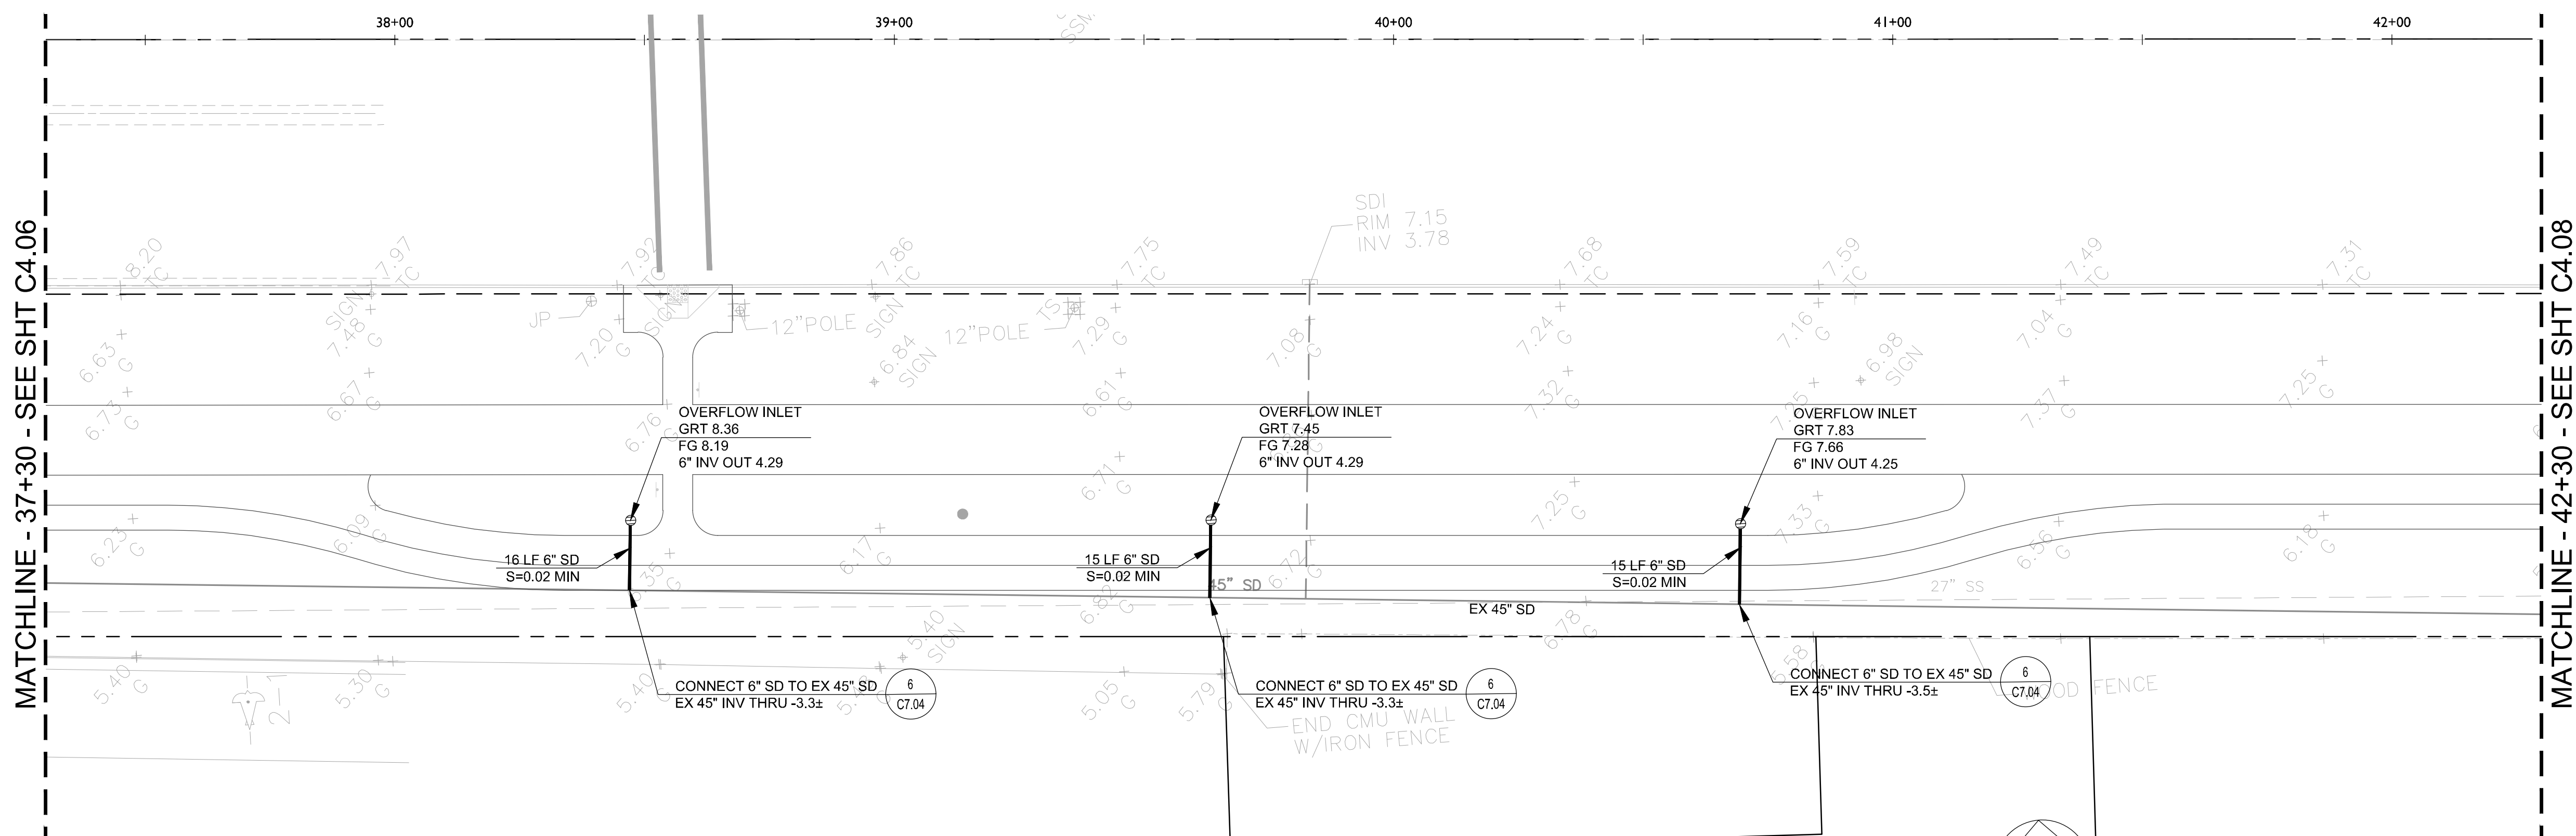 38+00
39+00
40+00
41+00
42+00
MATCHLINE - 37+30 - SEE SHT C4.06
MATCHLINE - 42+30 - SEE SHT C4.08
SDI
RIM 7.15
INV 3.78
8.20
TC
7.97
TC
SIGN
7.92
TC
SIGN
7.86
TC
SIGN
7.75
TC
7.68
TC
7.59
TC
7.49
TC
7.31
TC
JP
12"POLE
12"POLE
TS
6.63
G
7.48
G
7.20
G
6.84
SIGN
7.29
G
7.08
G
7.24
G
7.16
G
6.98
SIGN
7.04
G
6.73
G
6.67
G
6.76
G
6.61
G
7.32
G
7.25
G
7.37
G
7.25
G
OVERFLOW INLET
GRT 8.36
FG 8.19
6" INV OUT 4.29
OVERFLOW INLET
GRT 7.45
FG 7.28
6" INV OUT 4.29
OVERFLOW INLET
GRT 7.83
FG 7.66
6" INV OUT 4.25
6.71
G
7.25
G
7.33
G
6.23
G
6.09
G
6.17
G
6.72
G
6.56
G
6.18
G
16 LF 6" SD
S=0.02 MIN
15 LF 6" SD
S=0.02 MIN
15 LF 6" SD
S=0.02 MIN
6.35
G
45" SD
6.82
G
EX 45" SD
27" SS
5.40
SIGN
6.78
G
5.40
G
2-1
5.30
G
5.40
G
5.05
G
5.79
G
5.58
CONNECT 6" SD TO EX 45" SD
EX 45" INV THRU -3.3±
6
C7.04
CONNECT 6" SD TO EX 45" SD
EX 45" INV THRU -3.3±
6
C7.04
CONNECT 6" SD TO EX 45" SD
EX 45" INV THRU -3.5±
6
C7.04
FENCE
END CMU WALL
W/IRON FENCE